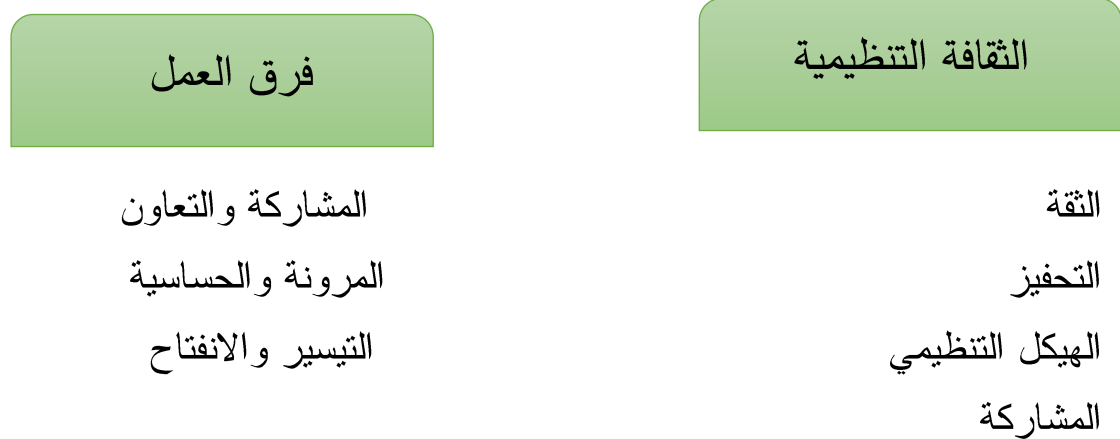 الثقافة التنظيمية
الثقة
التحفيز
الهيكل التنظيمي
المشاركة
فرق العمل
المشاركة والتعاون
المرونة والحساسية
التيسير والانفتاح